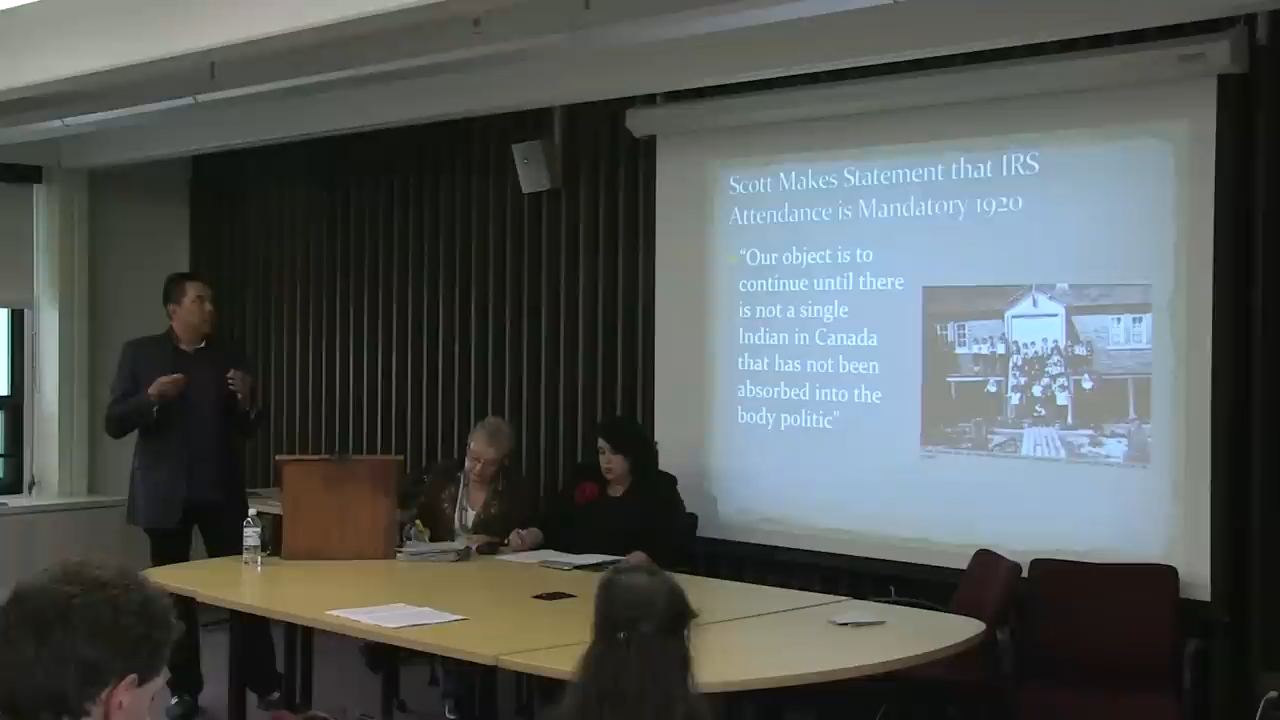 Scott Makes Statement that IRS
Attendance is Mandatory 1920
“Our object is to
continue until there
is not a single
Indian in Canada
that has not been
absorbed into the
body politic”